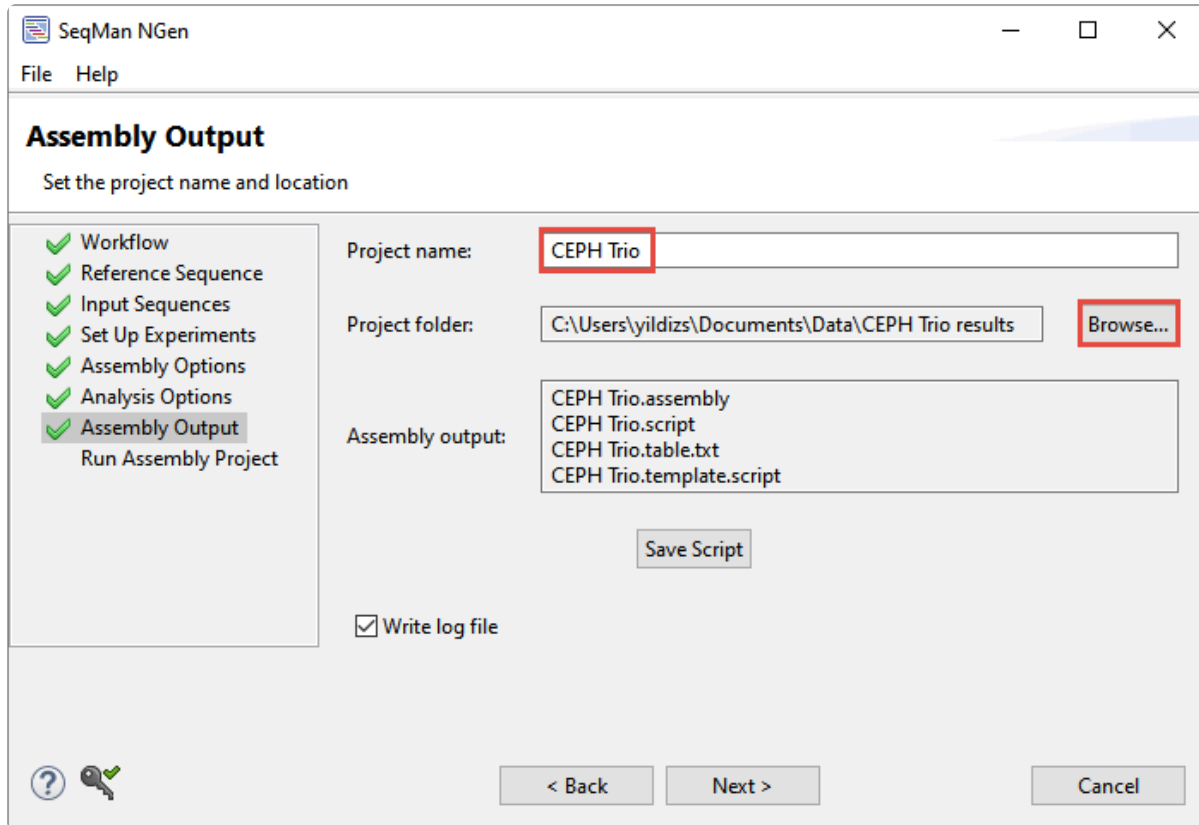 SeqMan NGen
File Help
Assembly Output
Set the project name and location
Workflow
Reference Sequence
Input Sequences
Set Up Experiments
Assembly Options
Analysis Options
Assembly Output
Run Assembly Project
Project name: CEPH Trio
Project folder: C:\Users\yildizs\Documents\Data\CEPH Trio results Browse...
Assembly output:
CEPH Trio.assembly
CEPH Trio.script
CEPH Trio.table.txt
CEPH Trio.template.script
Save Script
Write log file
? < Back Next > Cancel